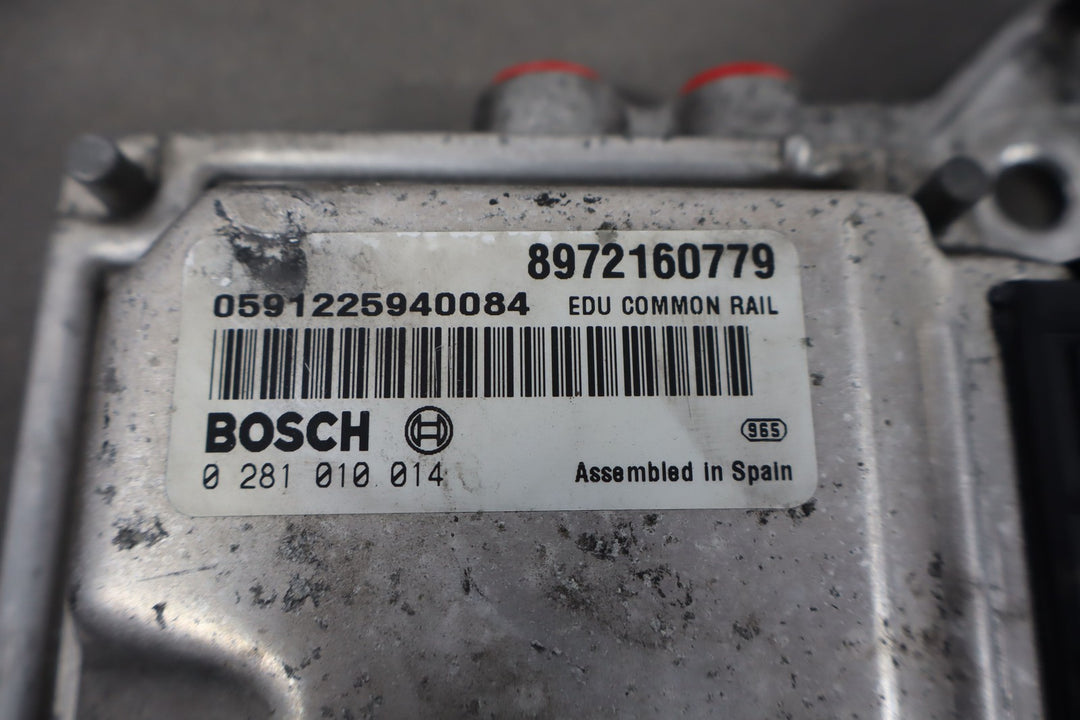 8972160779
0591225940084 EDU COMMON RAIL
BOSCH
965
0 281 010 014
Assembled in Spain